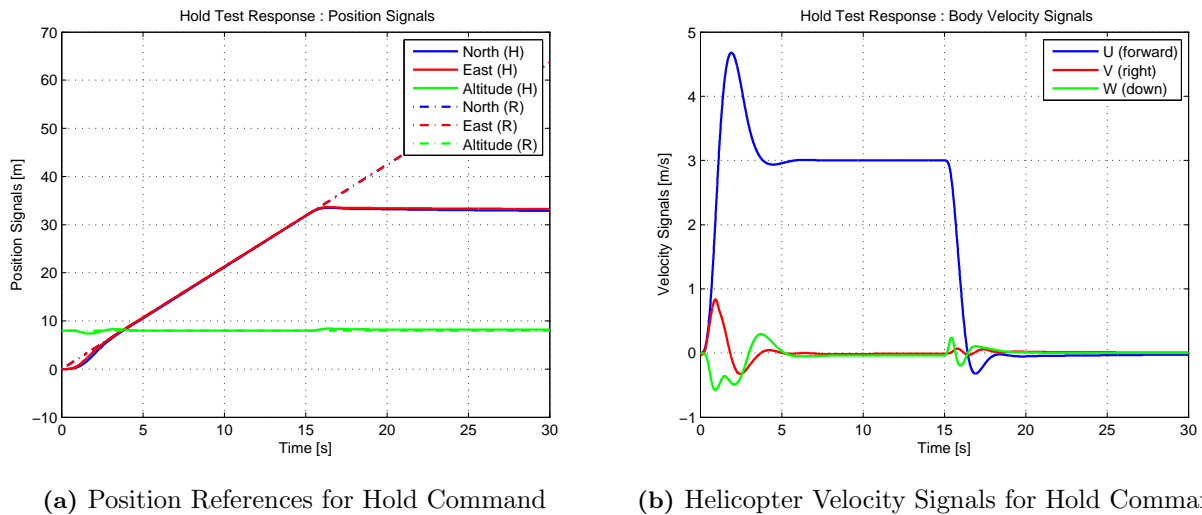 Hold Test Response : Position Signals
70
60
50
40
30
20
10
0
−10
0 5 10 15 20 25 30
Position Signals [m]
Time [s]
North (H)
East (H)
Altitude (H)
North (R)
East (R)
Altitude (R)
(a) Position References for Hold Command
Hold Test Response : Body Velocity Signals
5
4
3
2
1
0
−1
0 5 10 15 20 25 30
Velocity Signals [m/s]
Time [s]
U (forward)
V (right)
W (down)
(b) Helicopter Velocity Signals for Hold Comma